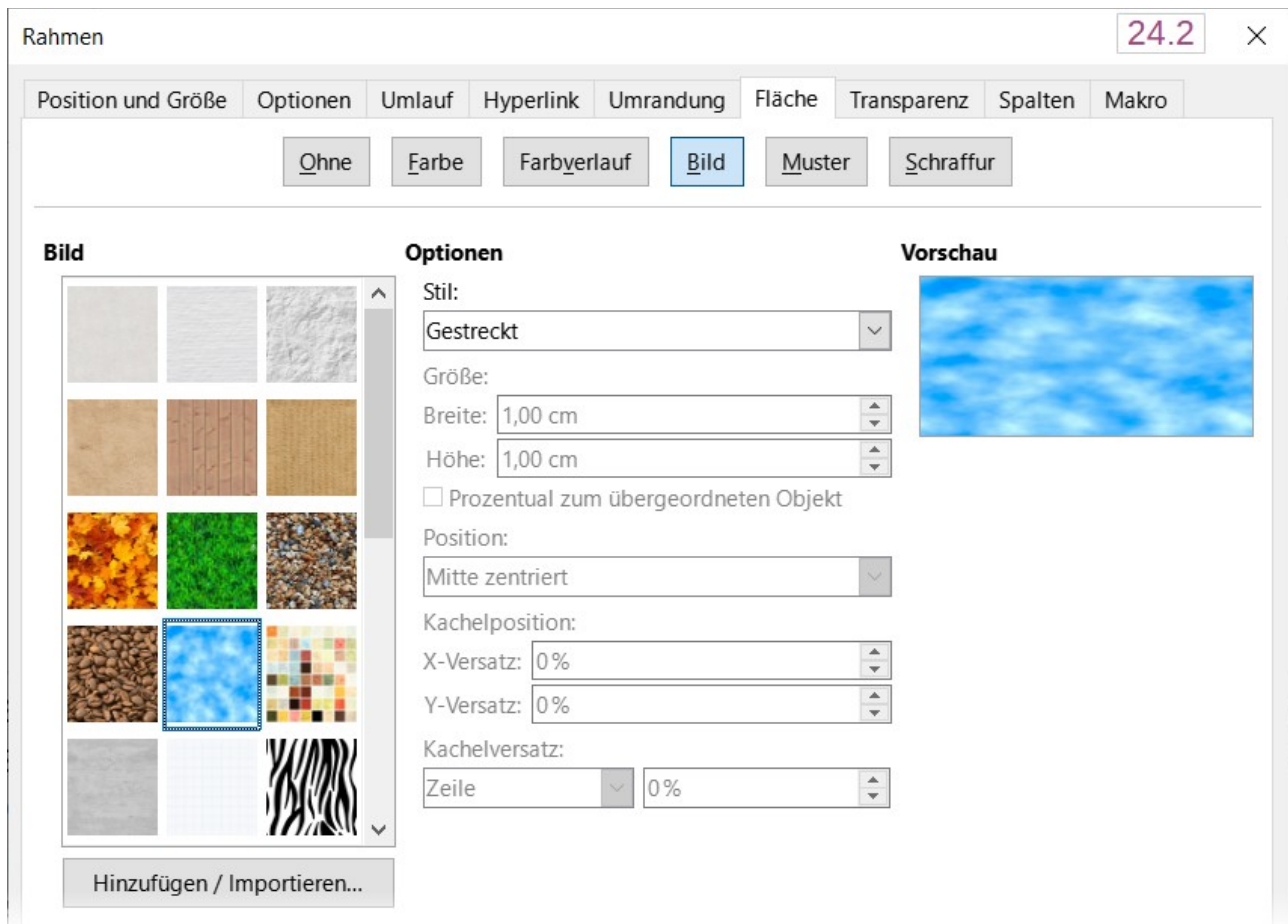 Rahmen 24.2
Position und Größe Optionen Umlauf Hyperlink Umrandung Fläche Transparenz Spalten Makro
Ohne Farbe Farbverlauf Bild Muster Schraffur
Bild Optionen Vorschau
Stil:
Gestreckt
Größe:
Breite: 1,00 cm
Höhe: 1,00 cm
Prozentual zum übergeordneten Objekt
Position:
Mitte zentriert
Kachelposition:
X-Versatz: 0%
Y-Versatz: 0%
Kachelversatz:
Zeile 0%
Hinzufügen / Importieren...